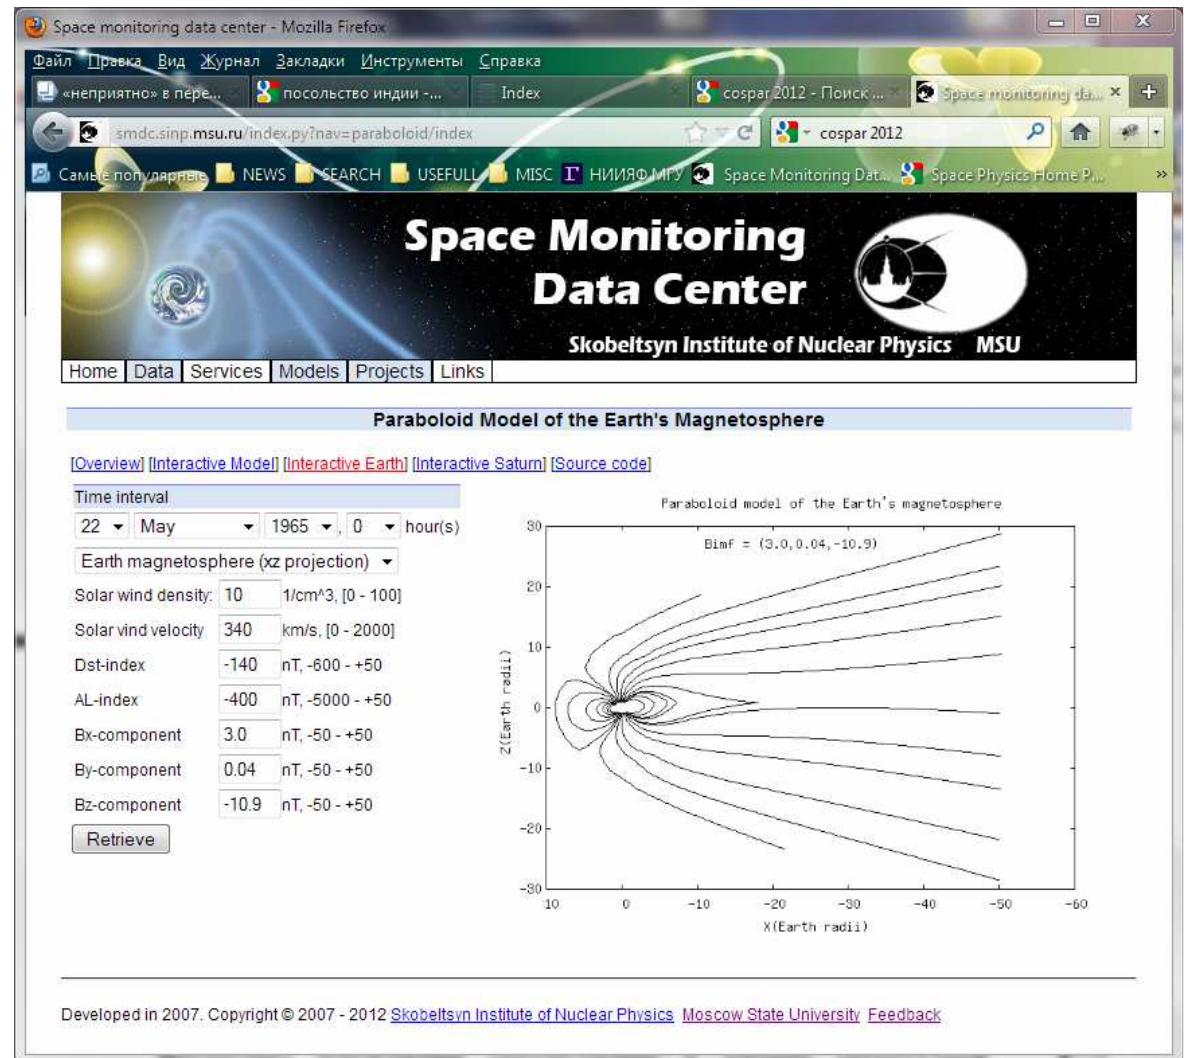 Space monitoring data center - Mozilla Firefox
Файл Правка Вид Журнал Закладки Инструменты Справка
«неприятно» в пере... посольство индии -... Index cospar 2012 - Поиск ... Space monitoring da...
smdc.sinp.msu.ru/index.py?nav=paraboloid/index cospar 2012
Самые популярные NEWS SEARCH USEFULL MISC НИИЯФ МГУ Space Monitoring Dat... Space Physics Home P... »
Space Monitoring
Data Center
Skobeltsyn Institute of Nuclear Physics MSU
Home Data Services Models Projects Links
Paraboloid Model of the Earth's Magnetosphere
[Overview] [Interactive Model] [Interactive Earth] [Interactive Saturn] [Source code]
Time interval
22 May 1965 , 0 hour(s)
Earth magnetosphere (xz projection)
Solar wind density: 10 1/cm^3, [0 - 100]
Solar vind velocity 340 km/s, [0 - 2000]
Dst-index -140 nT, -600 - +50
AL-index -400 nT, -5000 - +50
Bx-component 3.0 nT, -50 - +50
By-component 0.04 nT, -50 - +50
Bz-component -10.9 nT, -50 - +50
Retrieve
Paraboloid model of the Earth's magnetosphere
Bimf = (3.0,0.04,-10.9)
30
20
10
0
-10
-20
-30
Z(Earth radii)
10 0 -10 -20 -30 -40 -50 -60
X(Earth radii)
Developed in 2007. Copyright © 2007 - 2012 Skobeltsyn Institute of Nuclear Physics Moscow State University Feedback